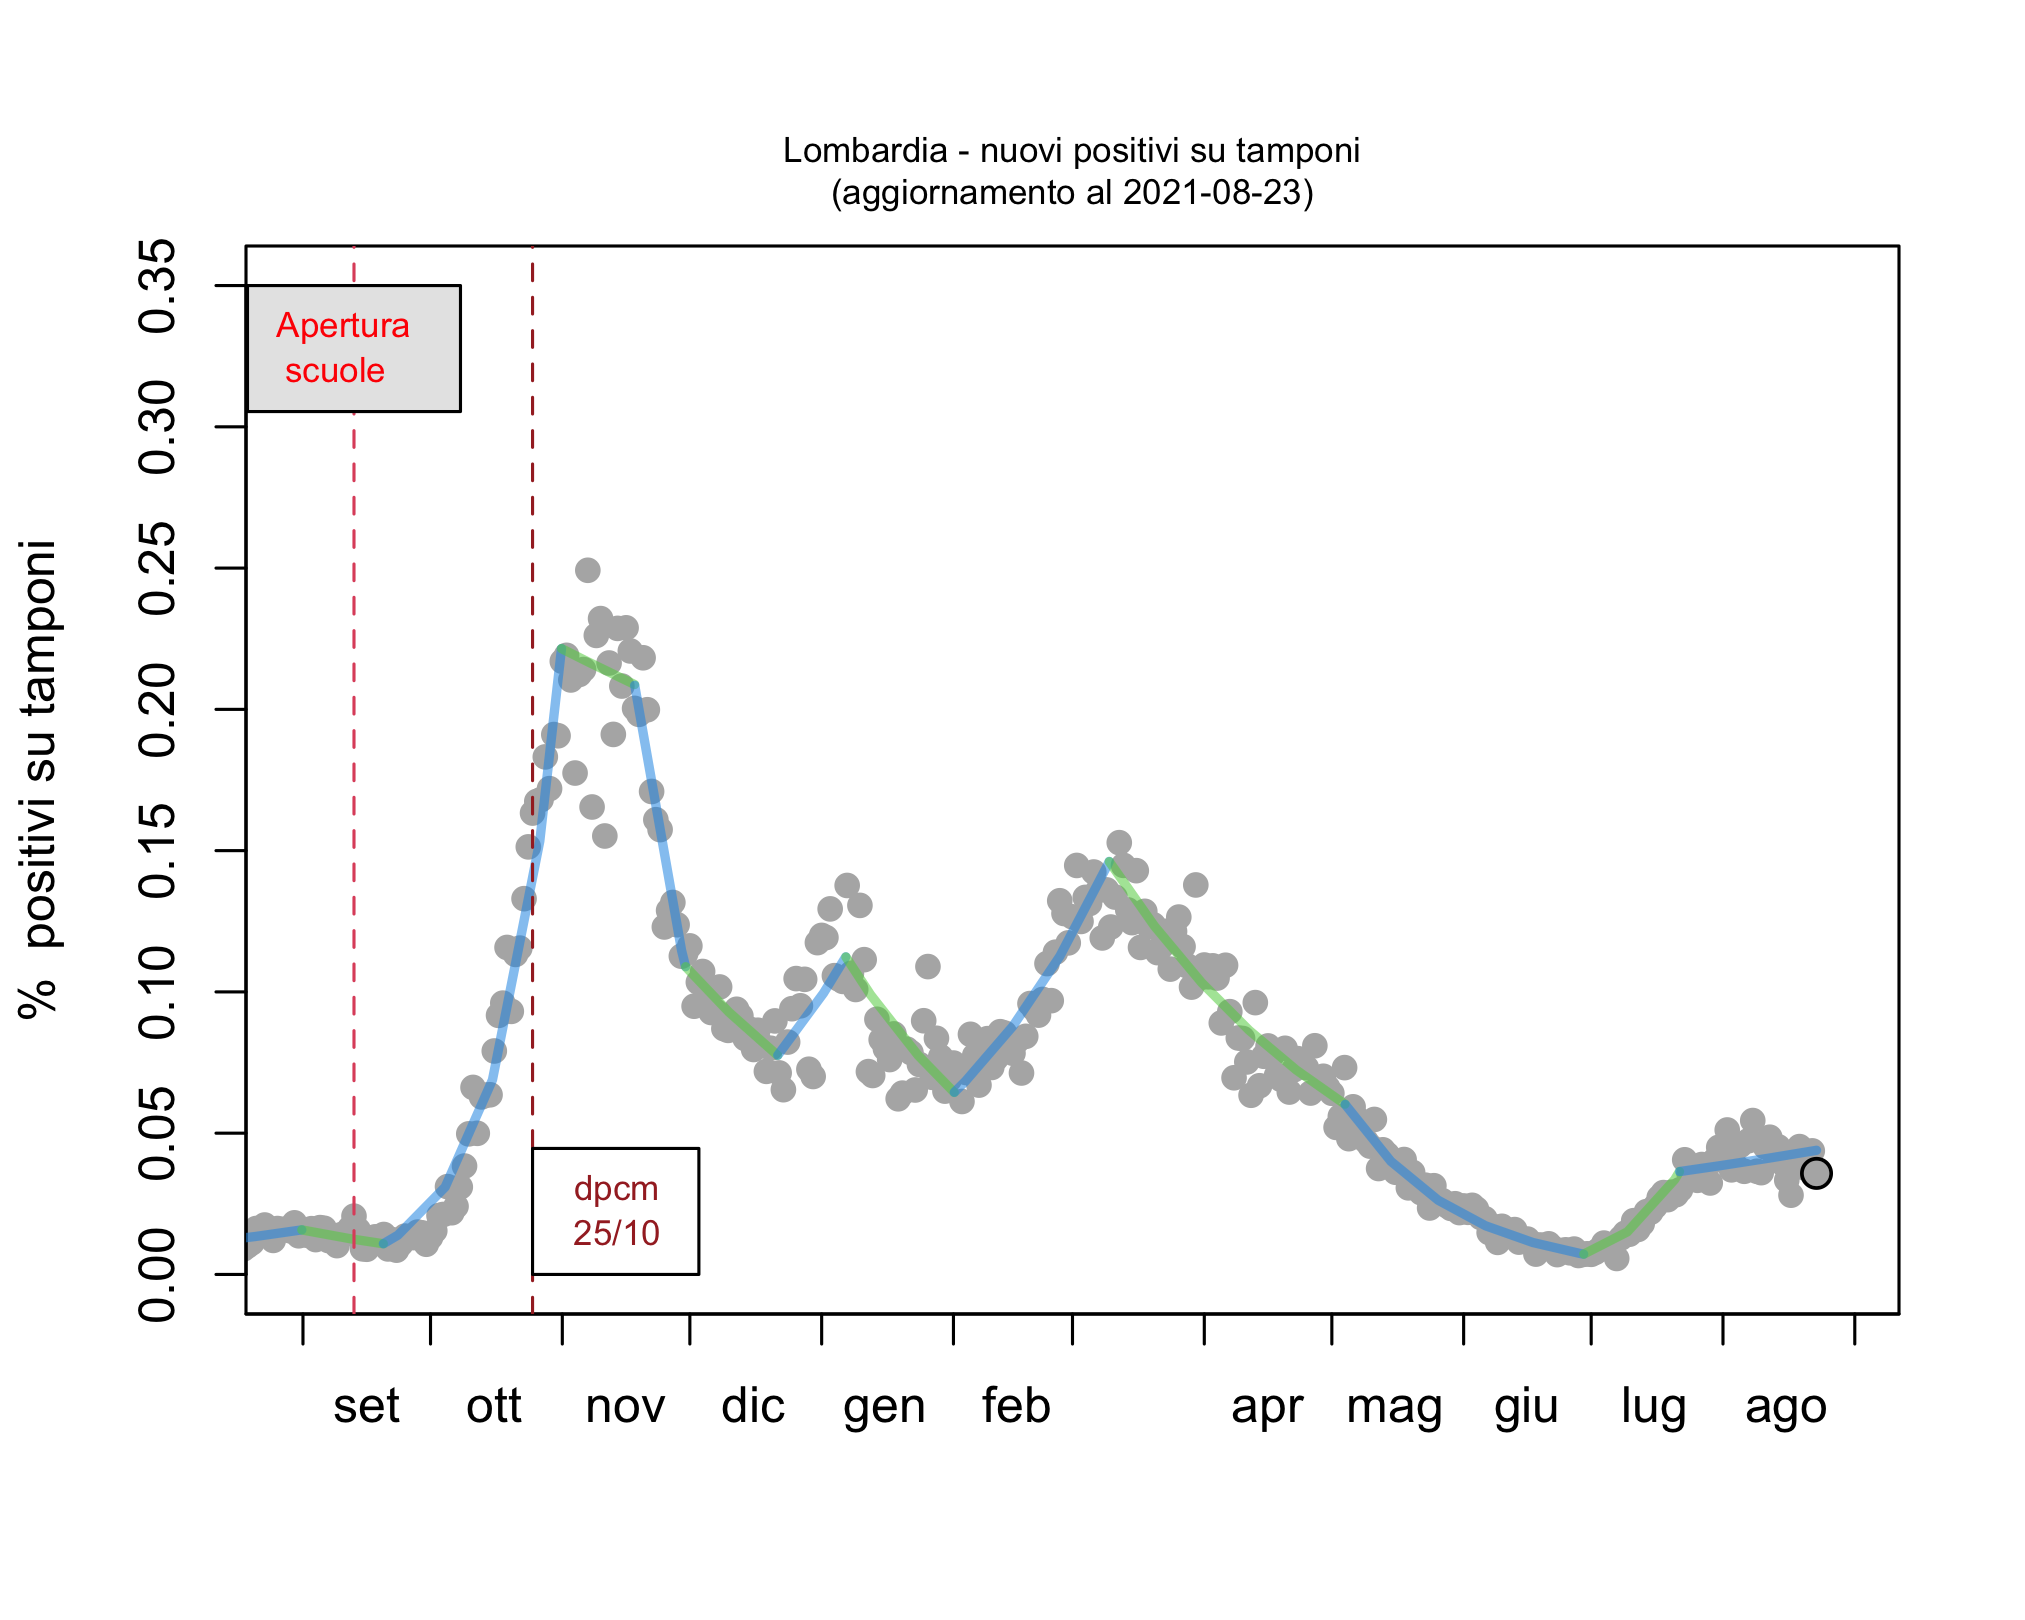 Lombardia - nuovi positivi su tamponi
(aggiornamento al 2021-08-23)
% positivi su tamponi
0.35
0.30
0.25
0.20
0.15
0.10
0.05
0.00
Apertura
scuole
dpcm
25/10
set ott nov dic gen feb apr mag giu lug ago